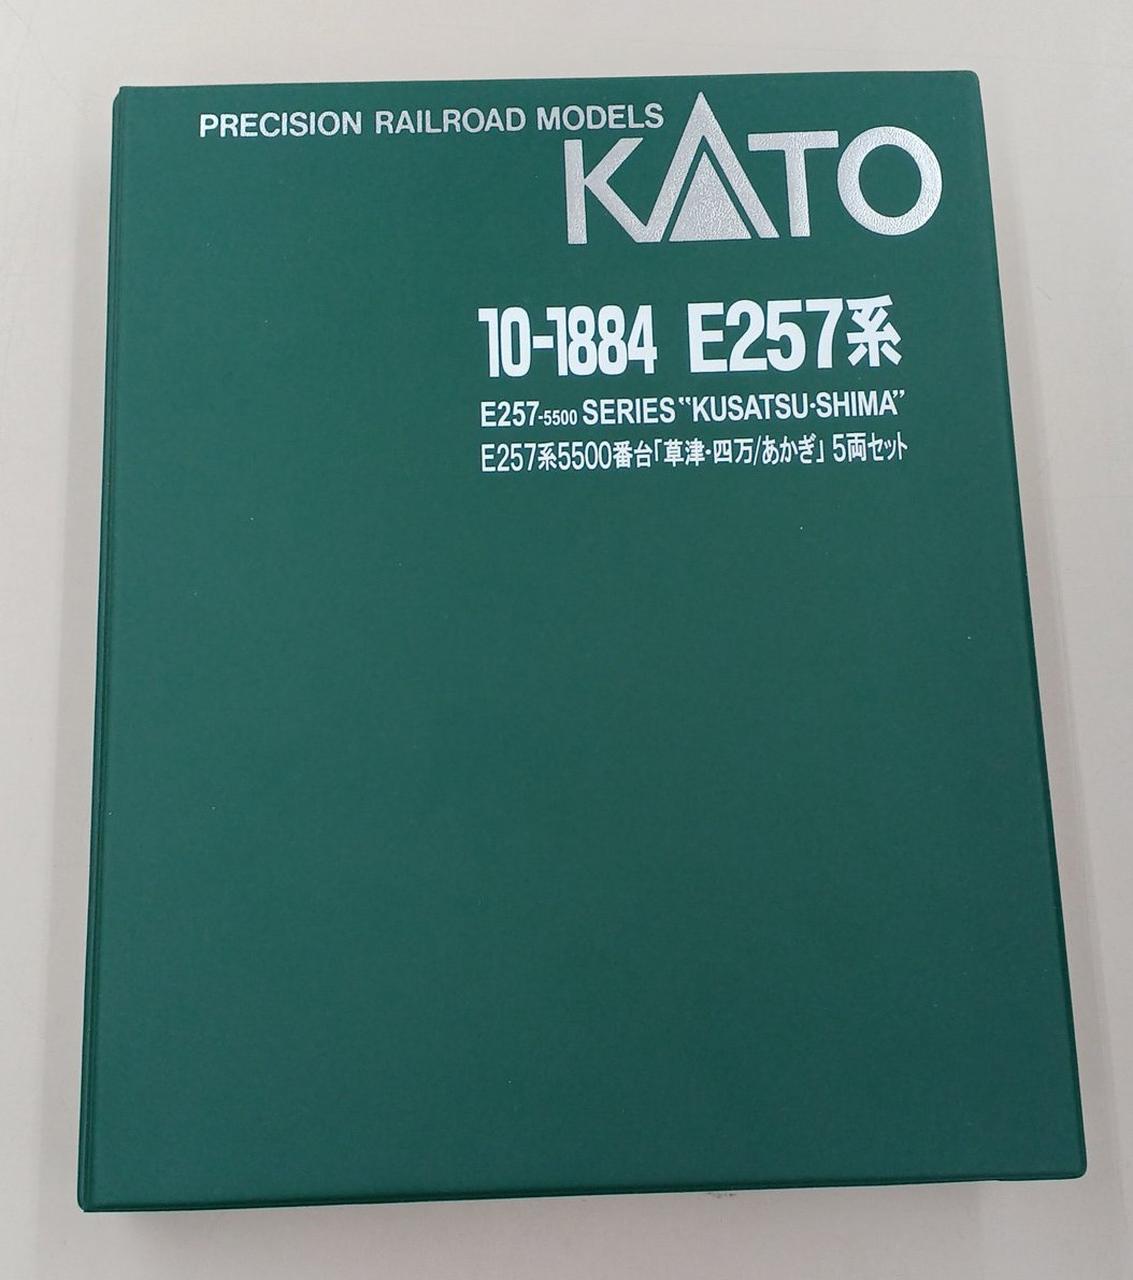 PRECISION RAILROAD MODELS
KATO
10-1884 E257系
E257-5500 SERIES "KUSATSU-SHIMA"
E257系5500番台「草津・四万/あかぎ」5両セット